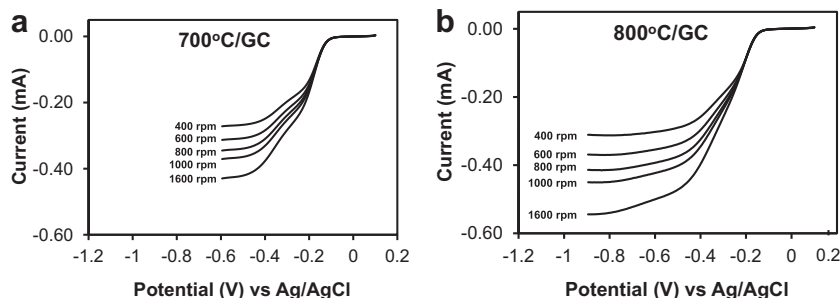 a
700°C/GC
0.00
-0.20
-0.40
-0.60
Current (mA)
400 rpm
600 rpm
800 rpm
1000 rpm
1600 rpm
-1.2 -1 -0.8 -0.6 -0.4 -0.2 0 0.2
Potential (V) vs Ag/AgCl
b
800°C/GC
0.00
-0.20
-0.40
-0.60
Current (mA)
400 rpm
600 rpm
800 rpm
1000 rpm
1600 rpm
-1.2 -1 -0.8 -0.6 -0.4 -0.2 0 0.2
Potential (V) vs Ag/AgCl